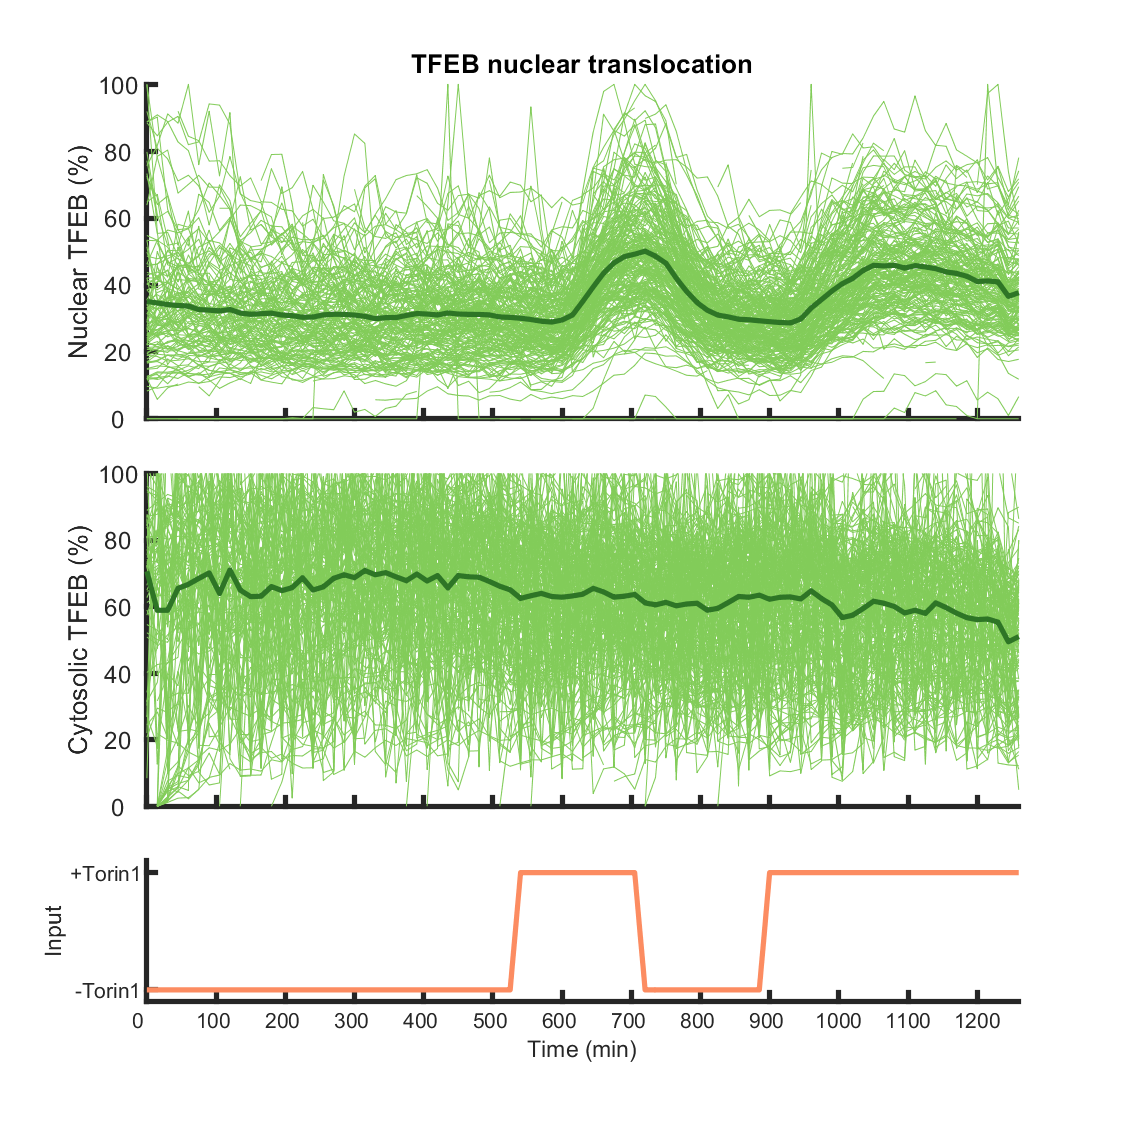 TFEB nuclear translocation
100
80
60
40
20
0
Nuclear TFEB (%)
100
80
60
40
20
0
Cytosolic TFEB (%)
+Torin1
-Torin1
Input
0 100 200 300 400 500 600 700 800 900 1000 1100 1200
Time (min)